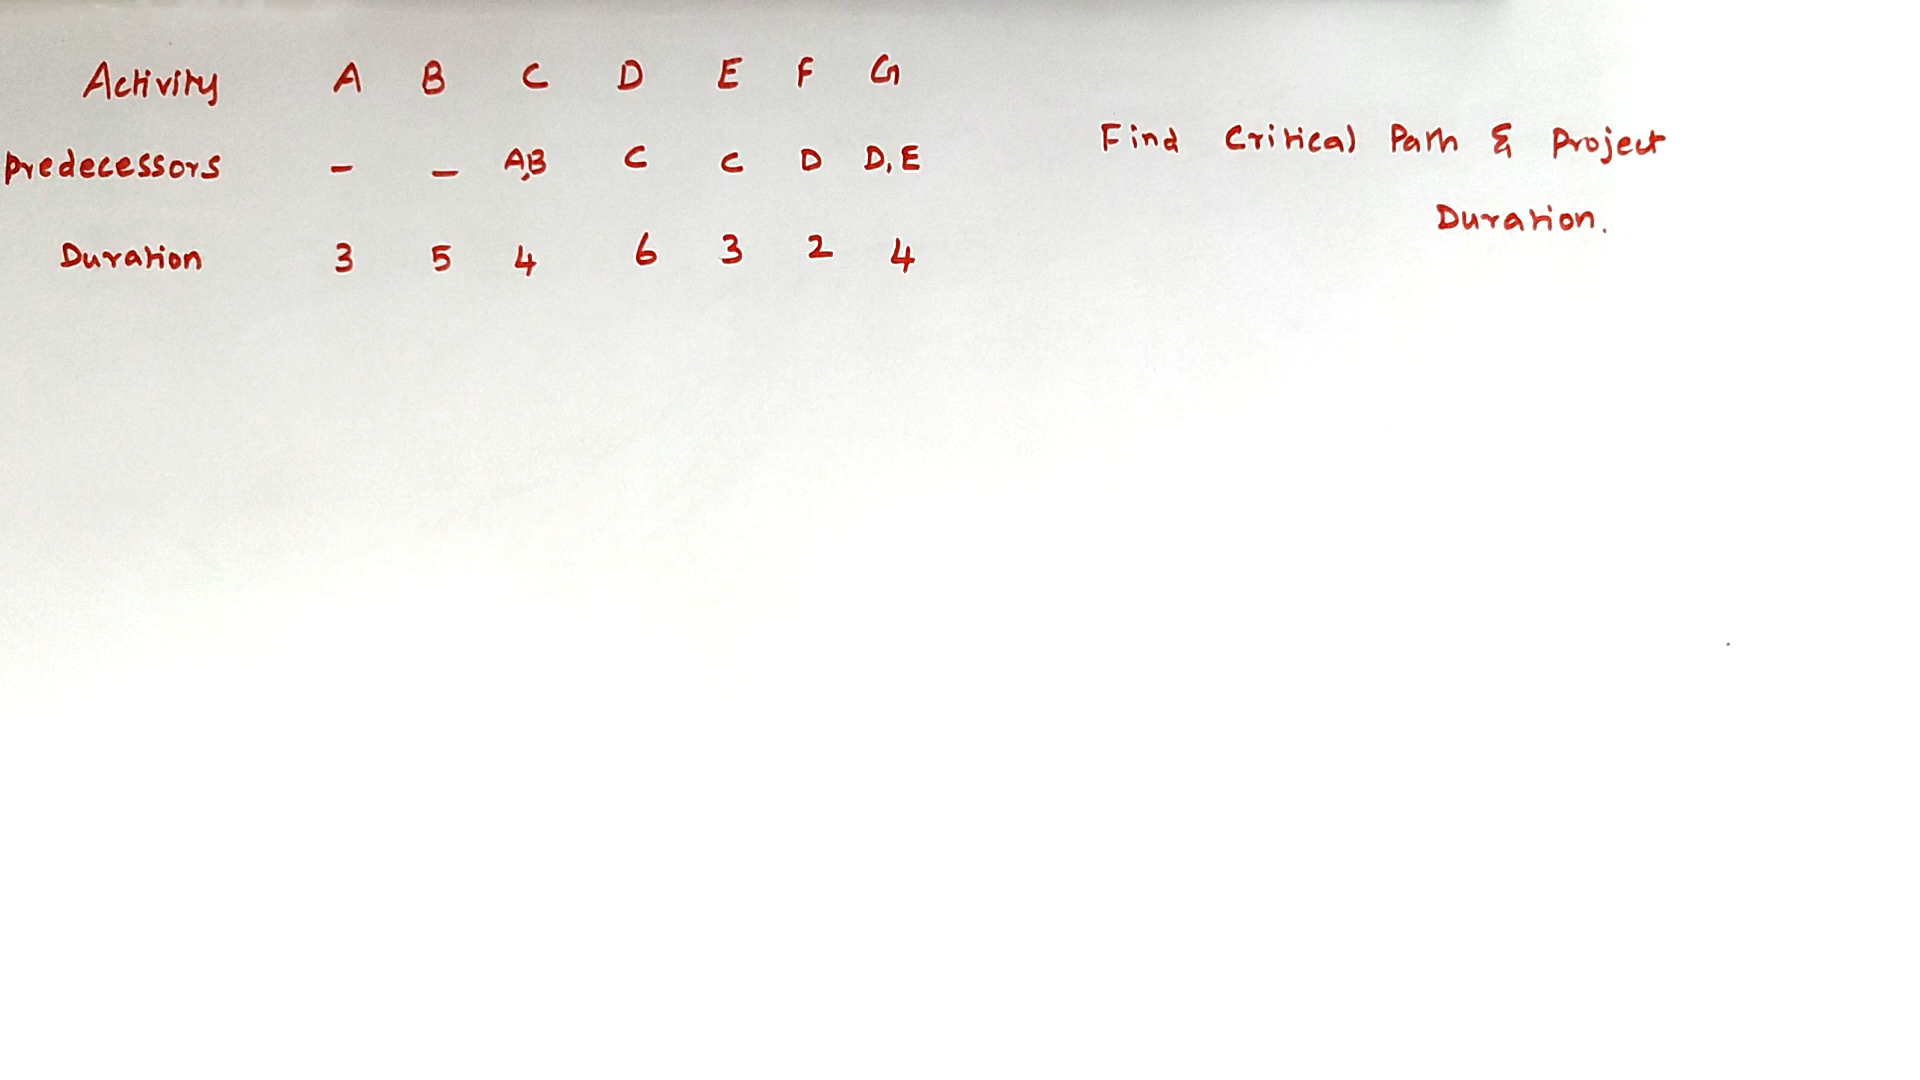 Activity A B C D E F G
Predecessors - - A,B C C D D, E
Duration 3 5 4 6 3 2 4
Find Critical Path & Project
Duration.